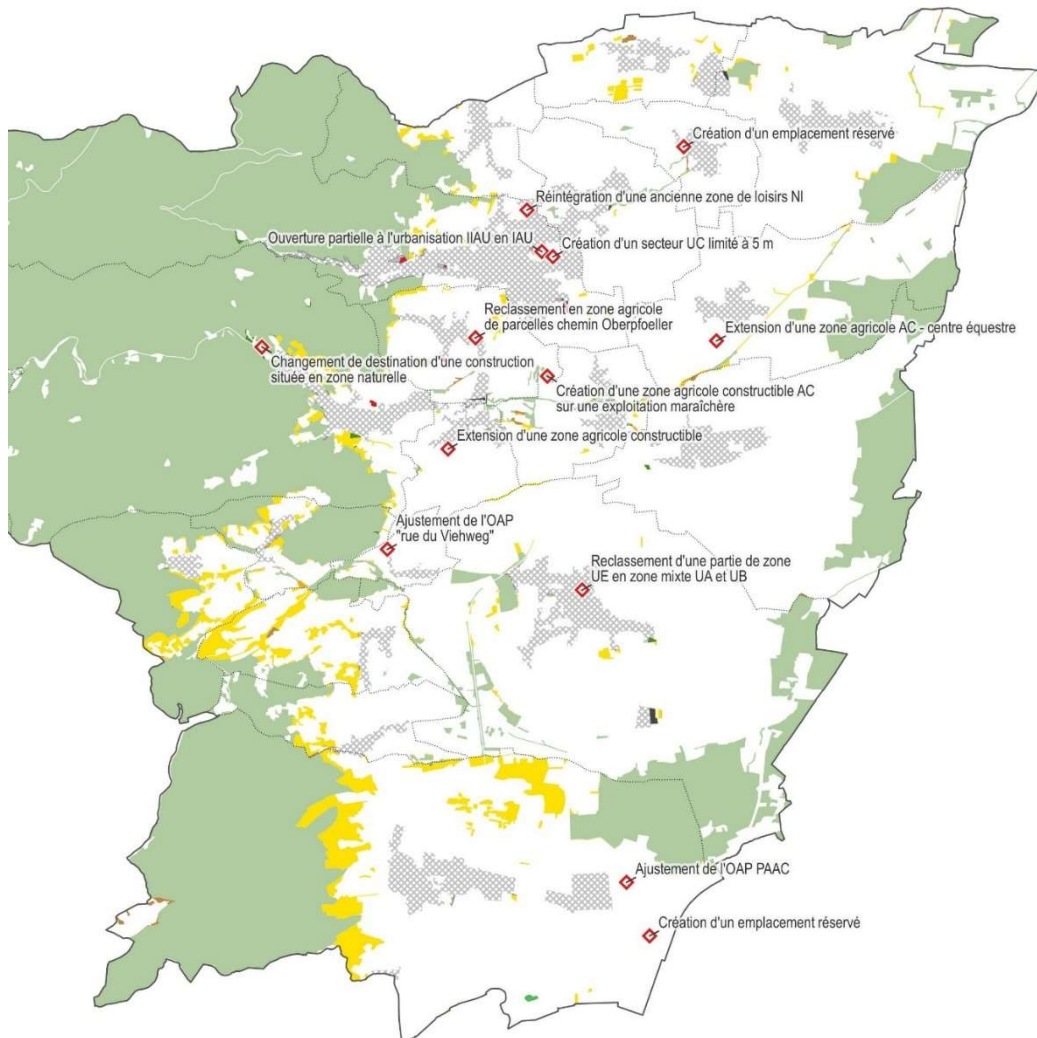 Création d'un emplacement réservé
Réintégration d'une ancienne zone de loisirs NI
Ouverture partielle à l'urbanisation IIAU en IAU
Création d'un secteur UC limité à 5 m
Reclassement en zone agricole
de parcelles chemin Oberpfoeller
Extension d'une zone agricole AC - centre équestre
Changement de destination d'une construction
située en zone naturelle
Création d'une zone agricole constructible AC
sur une exploitation maraîchère
Extension d'une zone agricole constructible
Ajustement de l'OAP
"rue du Viehweg"
Reclassement d'une partie de zone
UE en zone mixte UA et UB
Ajustement de l'OAP PAAC
Création d'un emplacement réservé